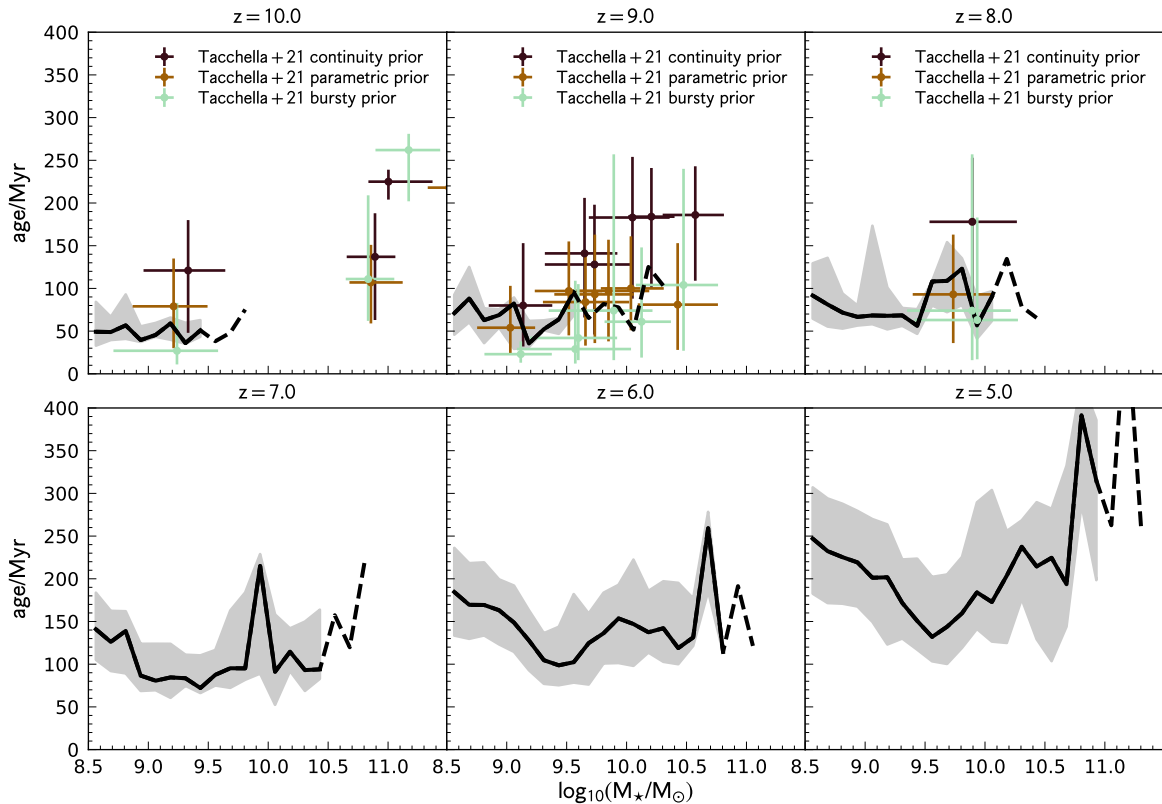 z=10.0 z=9.0 z=8.0
400
350
300
250
200
150
100
50
0
age/Myr
Tacchella+21 continuity prior
Tacchella+21 parametric prior
Tacchella+21 bursty prior
Tacchella+21 continuity prior
Tacchella+21 parametric prior
Tacchella+21 bursty prior
Tacchella+21 continuity prior
Tacchella+21 parametric prior
Tacchella+21 bursty prior
z=7.0 z=6.0 z=5.0
400
350
300
250
200
150
100
50
0
age/Myr
8.5 9.0 9.5 10.0 10.5 11.0 8.5 9.0 9.5 10.0 10.5 11.0 8.5 9.0 9.5 10.0 10.5 11.0
log₁₀(M⋆/M⊙)